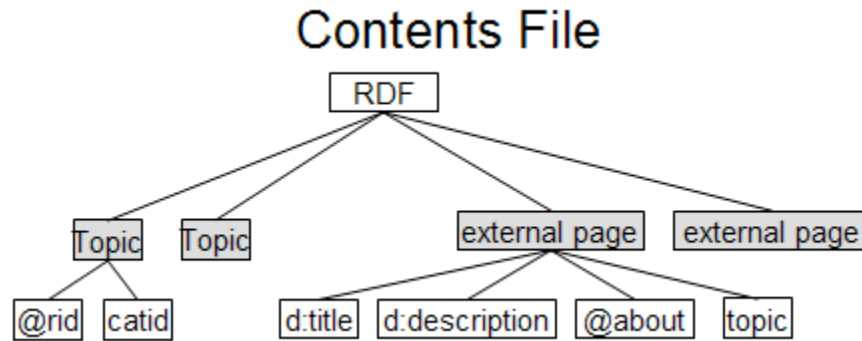 Contents File
RDF
Topic
Topic
external page
external page
@rid
catid
d:title
d:description
@about
topic